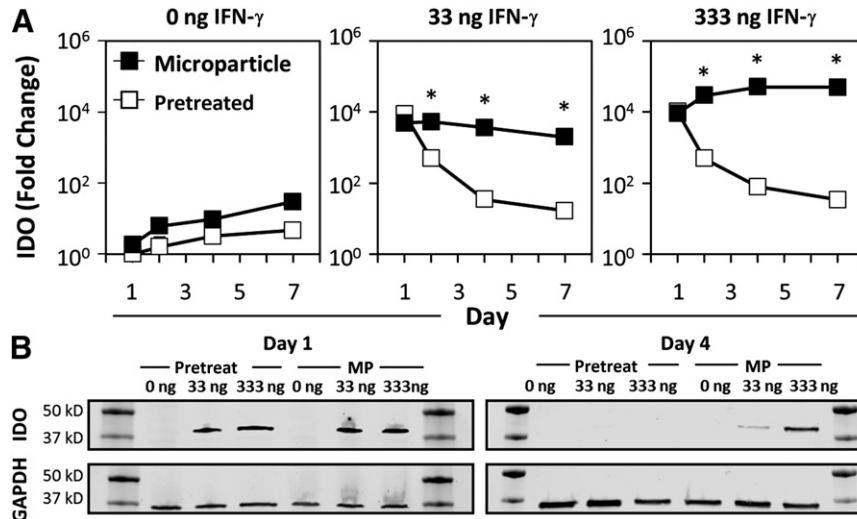 A
0 ng IFN-γ 33 ng IFN-γ 333 ng IFN-γ
IDO (Fold Change)
10⁶ 10⁶ 10⁶
Microparticle
Pretreated
* * * * * *
10⁴ 10⁴ 10⁴
10² 10² 10²
10⁰ 10⁰ 10⁰
1 3 5 7 1 3 5 7 1 3 5 7
Day
B
Day 1 Day 4
Pretreat MP Pretreat MP
0 ng 33 ng 333 ng 0 ng 33 ng 333ng 0 ng 33 ng 333 ng 0 ng 33 ng 333 ng
IDO
50 kD
37 kD
GAPDH
50 kD
37 kD